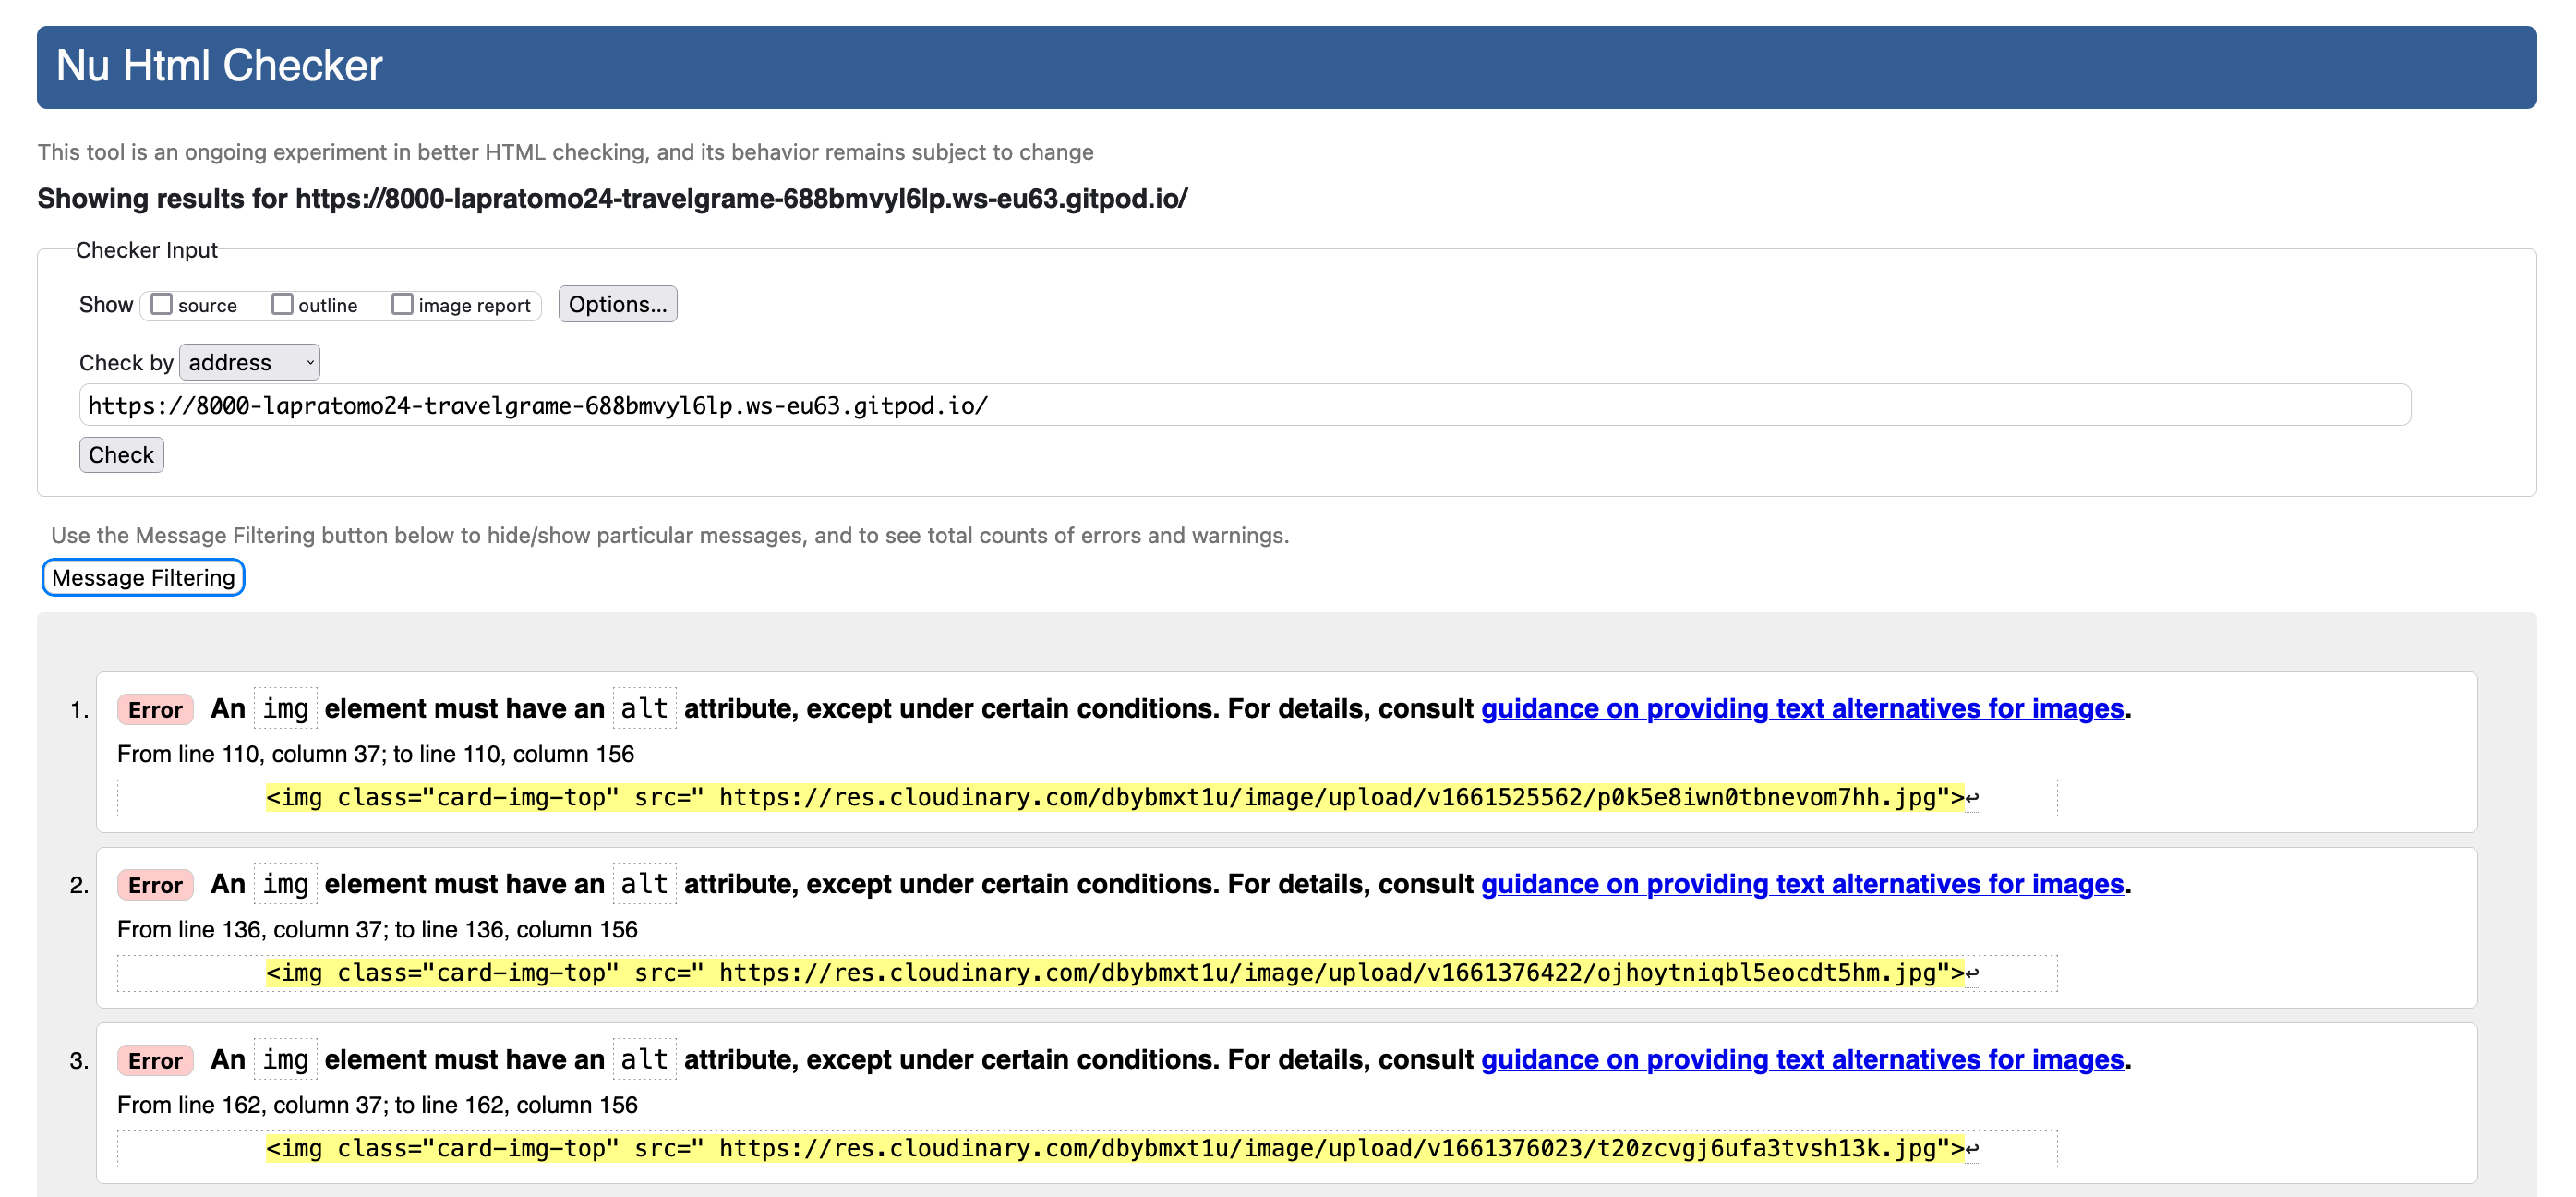 Nu Html Checker
This tool is an ongoing experiment in better HTML checking, and its behavior remains subject to change
Showing results for https://8000-lapratomo24-travelgrame-688bmvyl6lp.ws-eu63.gitpod.io/
Checker Input
Show source outline image report Options...
Check by address
https://8000-lapratomo24-travelgrame-688bmvyl6lp.ws-eu63.gitpod.io/
Check
Use the Message Filtering button below to hide/show particular messages, and to see total counts of errors and warnings.
Message Filtering
1. Error An img element must have an alt attribute, except under certain conditions. For details, consult guidance on providing text alternatives for images.
From line 110, column 37; to line 110, column 156
<img class="card-img-top" src=" https://res.cloudinary.com/dbybmxt1u/image/upload/v1661525562/p0k5e8iwn0tbnevom7hh.jpg">↩
2. Error An img element must have an alt attribute, except under certain conditions. For details, consult guidance on providing text alternatives for images.
From line 136, column 37; to line 136, column 156
<img class="card-img-top" src=" https://res.cloudinary.com/dbybmxt1u/image/upload/v1661376422/ojhoytniqbl5eocdt5hm.jpg">↩
3. Error An img element must have an alt attribute, except under certain conditions. For details, consult guidance on providing text alternatives for images.
From line 162, column 37; to line 162, column 156
<img class="card-img-top" src=" https://res.cloudinary.com/dbybmxt1u/image/upload/v1661376023/t20zcvgj6ufa3tvsh13k.jpg">↩